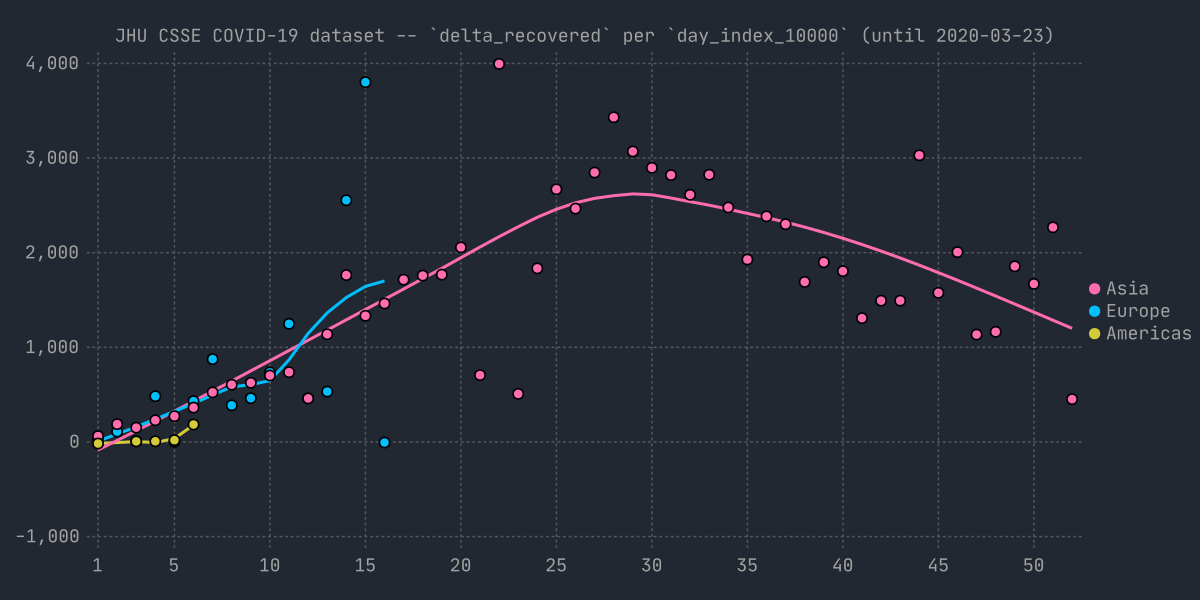 JHU CSSE COVID-19 dataset -- `delta_recovered` per `day_index_10000` (until 2020-03-23)
4,000
3,000
2,000
1,000
0
-1,000
1 5 10 15 20 25 30 35 40 45 50
Asia
Europe
Americas